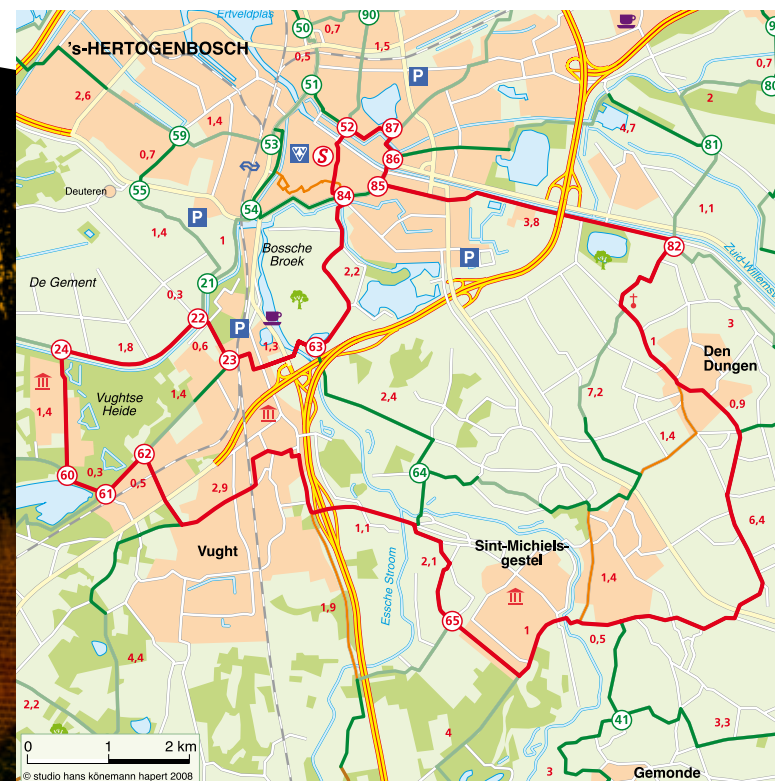 Ertveldplas
90
50
0,7
's-HERTOGENBOSCH
0,5
1,5
P
0,7
51
2,6
80
2
1,4
52
87
4,7
59
53
S
81
0,7
86
55
Deuteren
85
84
54
P
1,1
1,4
3,8
1
Bossche
Broek
82
P
Zuid-Willemsv
De Gement
2,2
21
0,3
22
P
3
24
1,8
0,6
1,3
63
1
23
Den
Dungen
1,4
Vughtse
Heide
1,4
2,4
7,2
0,9
1,4
62
60
0,3
64
61
0,5
2,9
6,4
1,1
Vught
Sint-Michiels-
gestel
2,1
Essche Stroom
1,4
1,9
65
1
0,5
4,4
2,2
41
3,3
4
0 1 2 km
3
Gemonde
© studio hans könemann hapert 2008